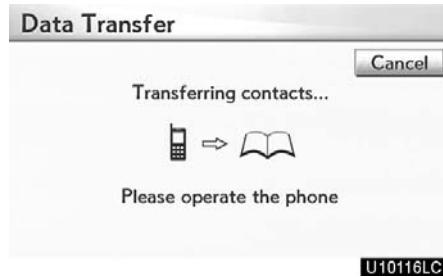 Data Transfer
Cancel
Transferring contacts...
Please operate the phone
U10116LC